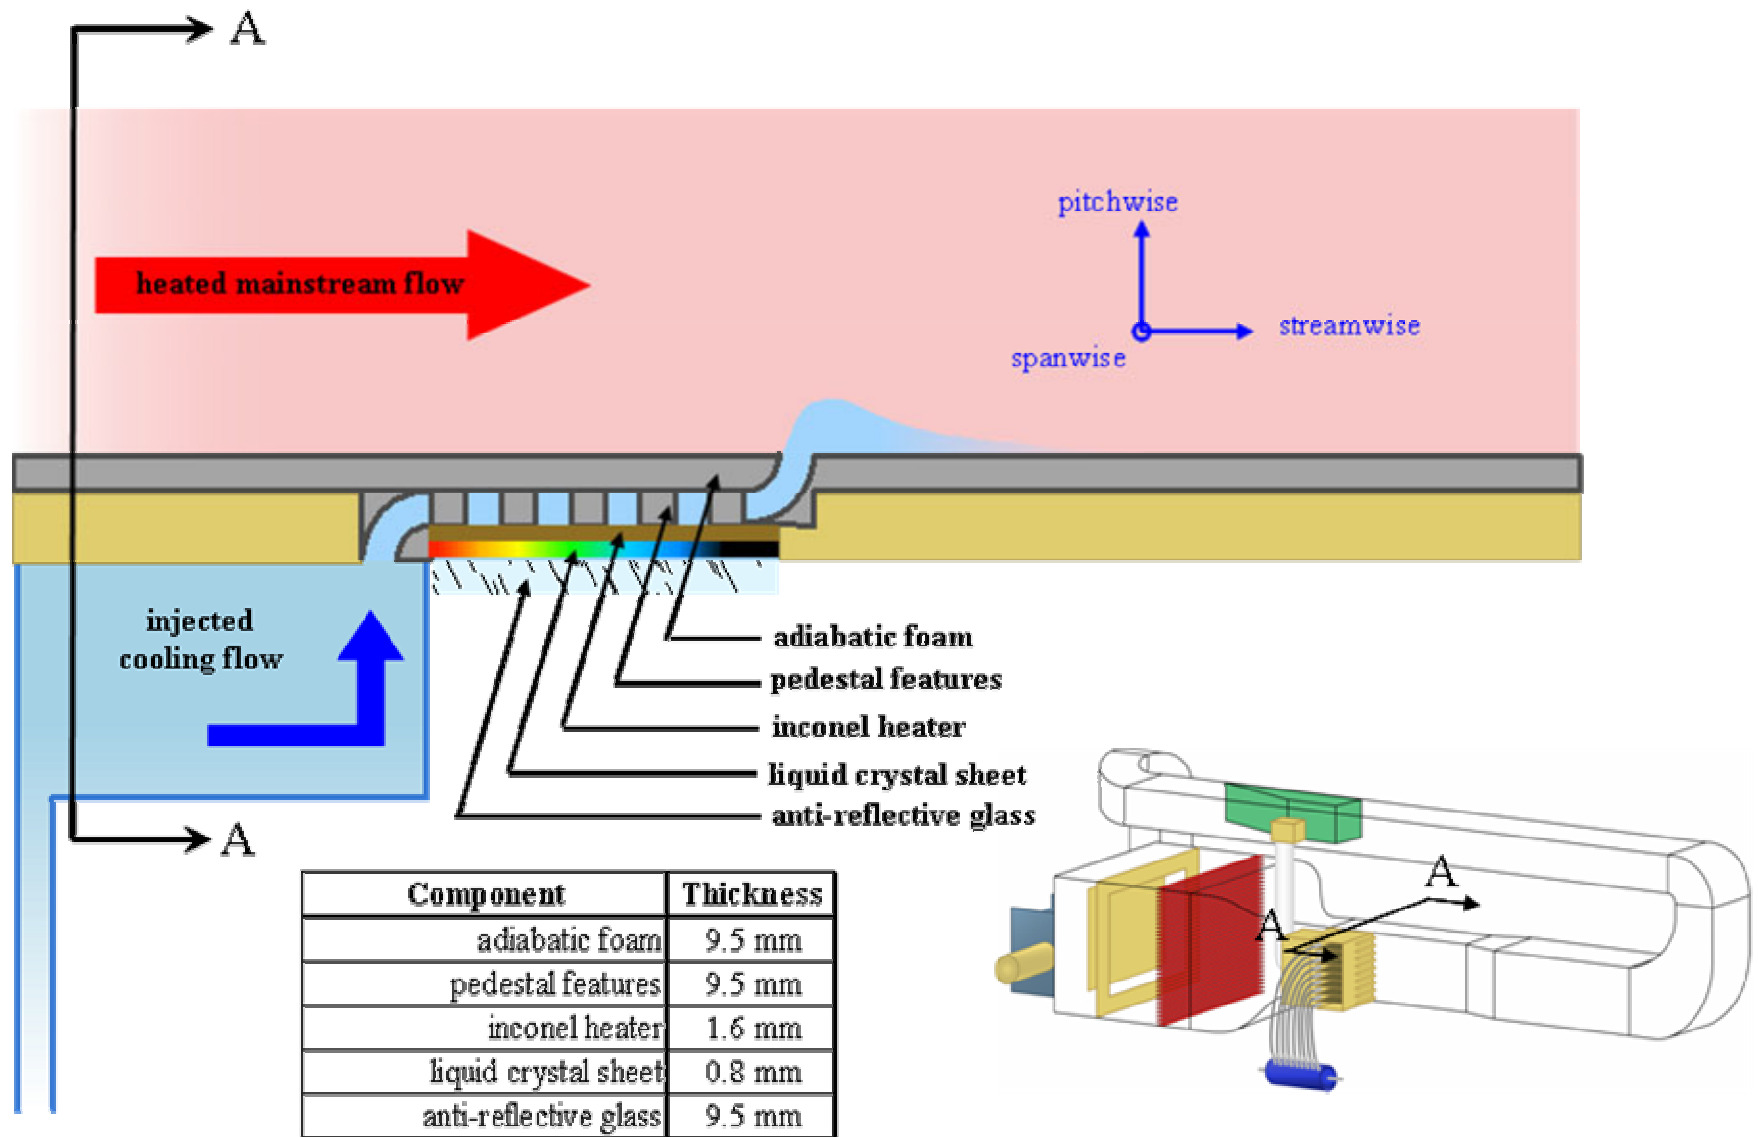 A
pitchwise
heated mainstream flow
streamwise
spanwise
injected
cooling flow
adiabatic foam
pedestal features
inconel heater
liquid crystal sheet
anti-reflective glass
A
Component Thickness
adiabatic foam 9.5 mm
pedestal features 9.5 mm
inconel heater 1.6 mm
liquid crystal sheet 0.8 mm
anti-reflective glass 9.5 mm
A
A